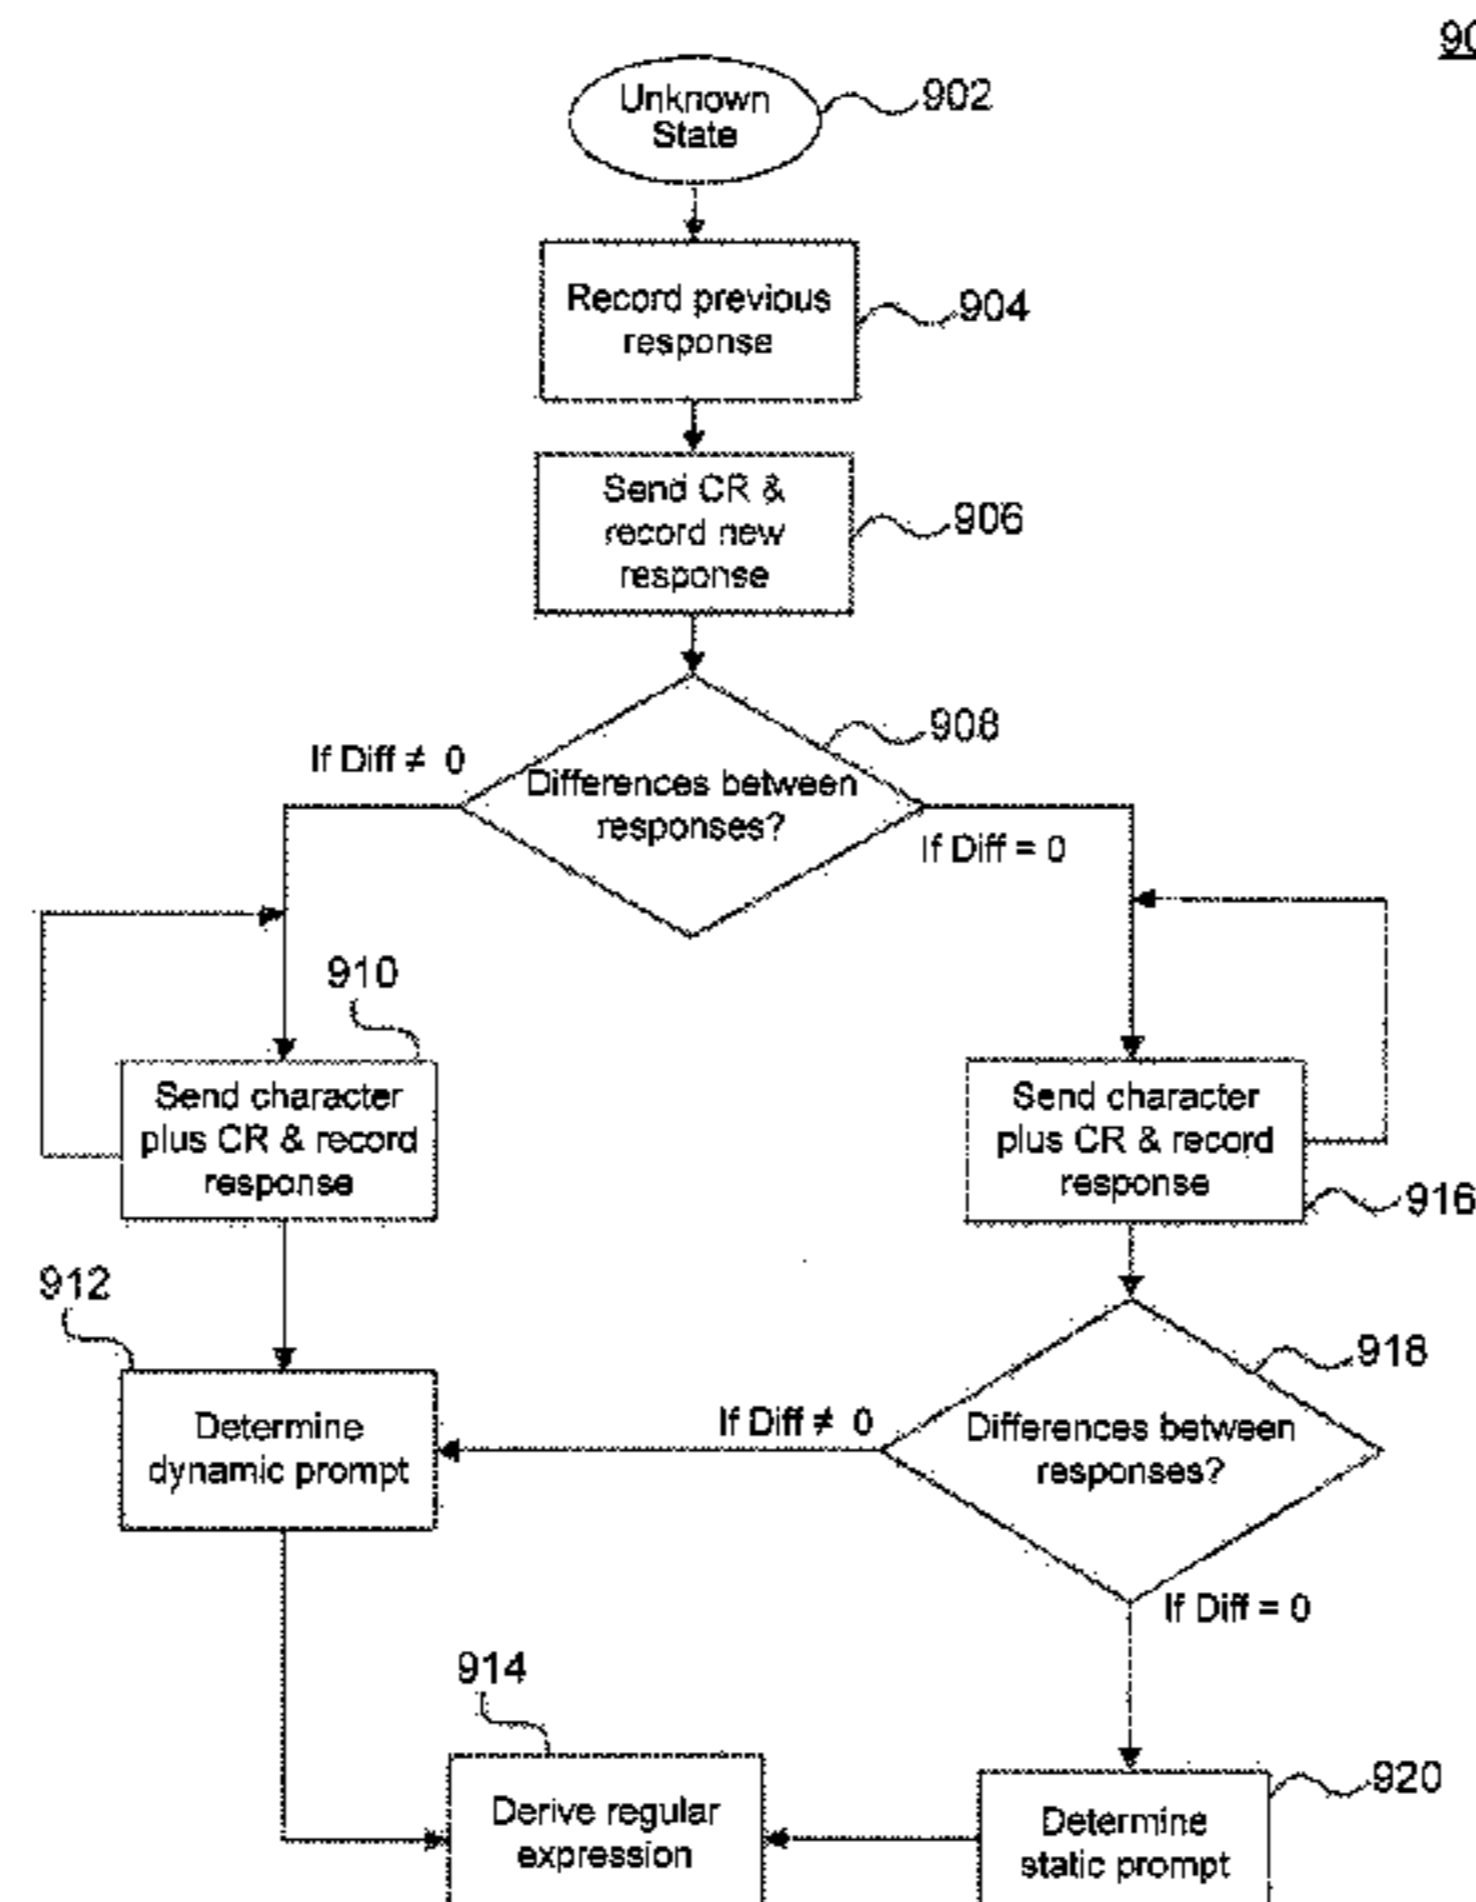 90
Unknown
State
902
Record previous
response
904
Send CR &
record new
response
906
908
If Diff ≠ 0
Differences between
responses?
If Diff = 0
910
Send character
plus CR & record
response
Send character
plus CR & record
response
916
912
918
Determine
dynamic prompt
If Diff ≠ 0
Differences between
responses?
If Diff = 0
914
920
Derive regular
expression
Determine
static prompt